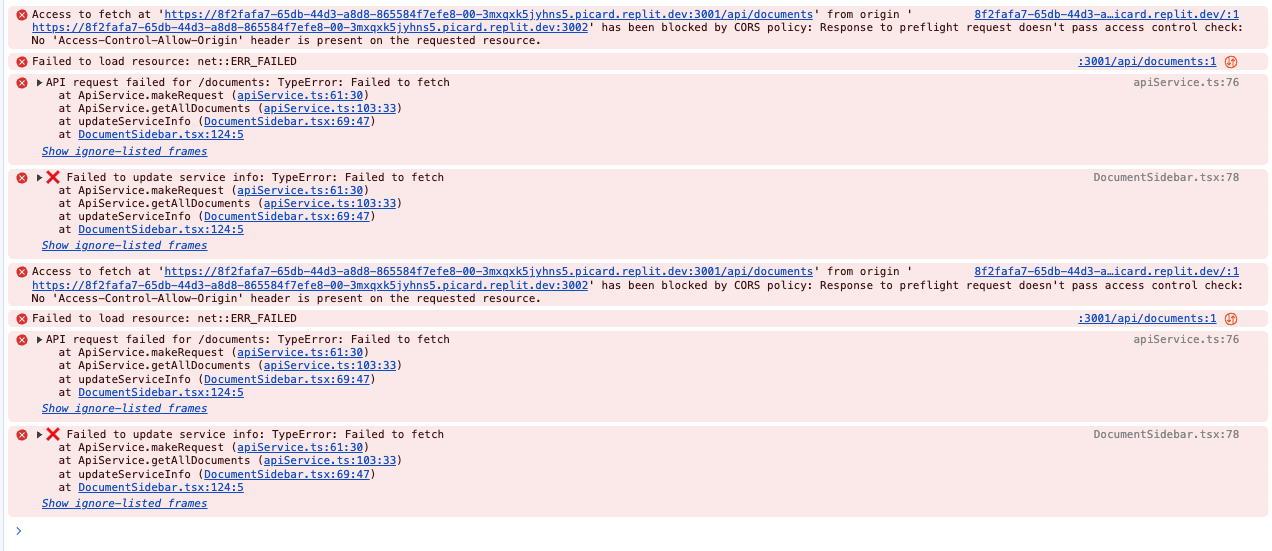 Access to fetch at 'https://8f2fafa7-65db-44d3-a8d8-865584f7efe8-00-3mxqxk5jyhns5.picard.replit.dev:3001/api/documents' from origin ' 8f2fafa7-65db-44d3-a…icard.replit.dev/:1
https://8f2fafa7-65db-44d3-a8d8-865584f7efe8-00-3mxqxk5jyhns5.picard.replit.dev:3002' has been blocked by CORS policy: Response to preflight request doesn't pass access control check:
No 'Access-Control-Allow-Origin' header is present on the requested resource.
Failed to load resource: net::ERR_FAILED :3001/api/documents:1
API request failed for /documents: TypeError: Failed to fetch apiService.ts:76
at ApiService.makeRequest (apiService.ts:61:30)
at ApiService.getAllDocuments (apiService.ts:103:33)
at updateServiceInfo (DocumentSidebar.tsx:69:47)
at DocumentSidebar.tsx:124:5
Show ignore-listed frames
❌ Failed to update service info: TypeError: Failed to fetch DocumentSidebar.tsx:78
at ApiService.makeRequest (apiService.ts:61:30)
at ApiService.getAllDocuments (apiService.ts:103:33)
at updateServiceInfo (DocumentSidebar.tsx:69:47)
at DocumentSidebar.tsx:124:5
Show ignore-listed frames
Access to fetch at 'https://8f2fafa7-65db-44d3-a8d8-865584f7efe8-00-3mxqxk5jyhns5.picard.replit.dev:3001/api/documents' from origin ' 8f2fafa7-65db-44d3-a…icard.replit.dev/:1
https://8f2fafa7-65db-44d3-a8d8-865584f7efe8-00-3mxqxk5jyhns5.picard.replit.dev:3002' has been blocked by CORS policy: Response to preflight request doesn't pass access control check:
No 'Access-Control-Allow-Origin' header is present on the requested resource.
Failed to load resource: net::ERR_FAILED :3001/api/documents:1
API request failed for /documents: TypeError: Failed to fetch apiService.ts:76
at ApiService.makeRequest (apiService.ts:61:30)
at ApiService.getAllDocuments (apiService.ts:103:33)
at updateServiceInfo (DocumentSidebar.tsx:69:47)
at DocumentSidebar.tsx:124:5
Show ignore-listed frames
❌ Failed to update service info: TypeError: Failed to fetch DocumentSidebar.tsx:78
at ApiService.makeRequest (apiService.ts:61:30)
at ApiService.getAllDocuments (apiService.ts:103:33)
at updateServiceInfo (DocumentSidebar.tsx:69:47)
at DocumentSidebar.tsx:124:5
Show ignore-listed frames